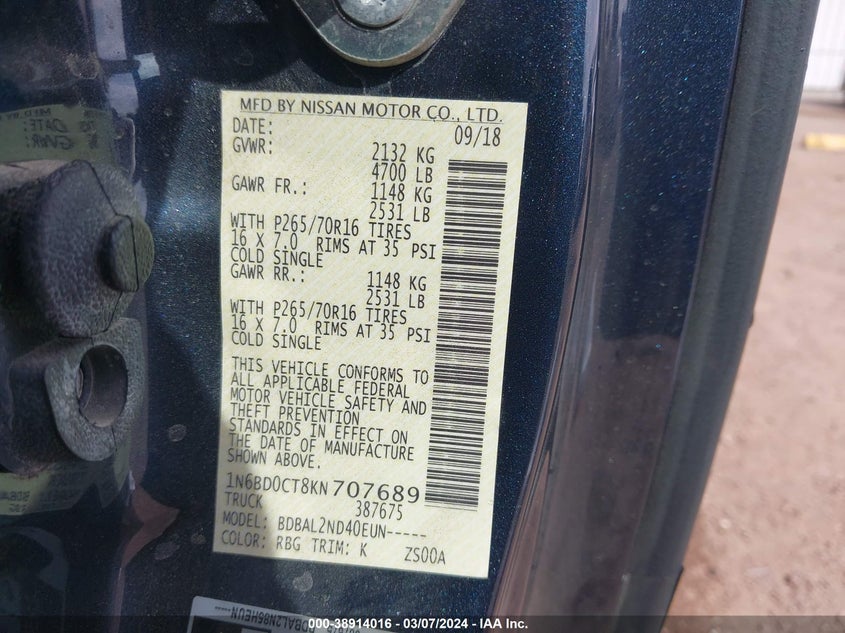 MFD BY NISSAN MOTOR CO., LTD.
DATE: 09/18
GVWR: 2132 KG
4700 LB
GAWR FR.: 1148 KG
2531 LB
WITH P265/70R16 TIRES
16 X 7.0 RIMS AT 35 PSI
COLD SINGLE
GAWR RR.: 1148 KG
2531 LB
WITH P265/70R16 TIRES
16 X 7.0 RIMS AT 35 PSI
COLD SINGLE
THIS VEHICLE CONFORMS TO
ALL APPLICABLE FEDERAL
MOTOR VEHICLE SAFETY AND
THEFT PREVENTION
STANDARDS IN EFFECT ON
THE DATE OF MANUFACTURE
SHOWN ABOVE.
1N6BD0CT8KN707689
TRUCK 387675
MODEL: BDBAL2ND40EUN-----
COLOR: RBG TRIM: K ZS00A
000-38914016 - 03/07/2024 - IAA Inc.